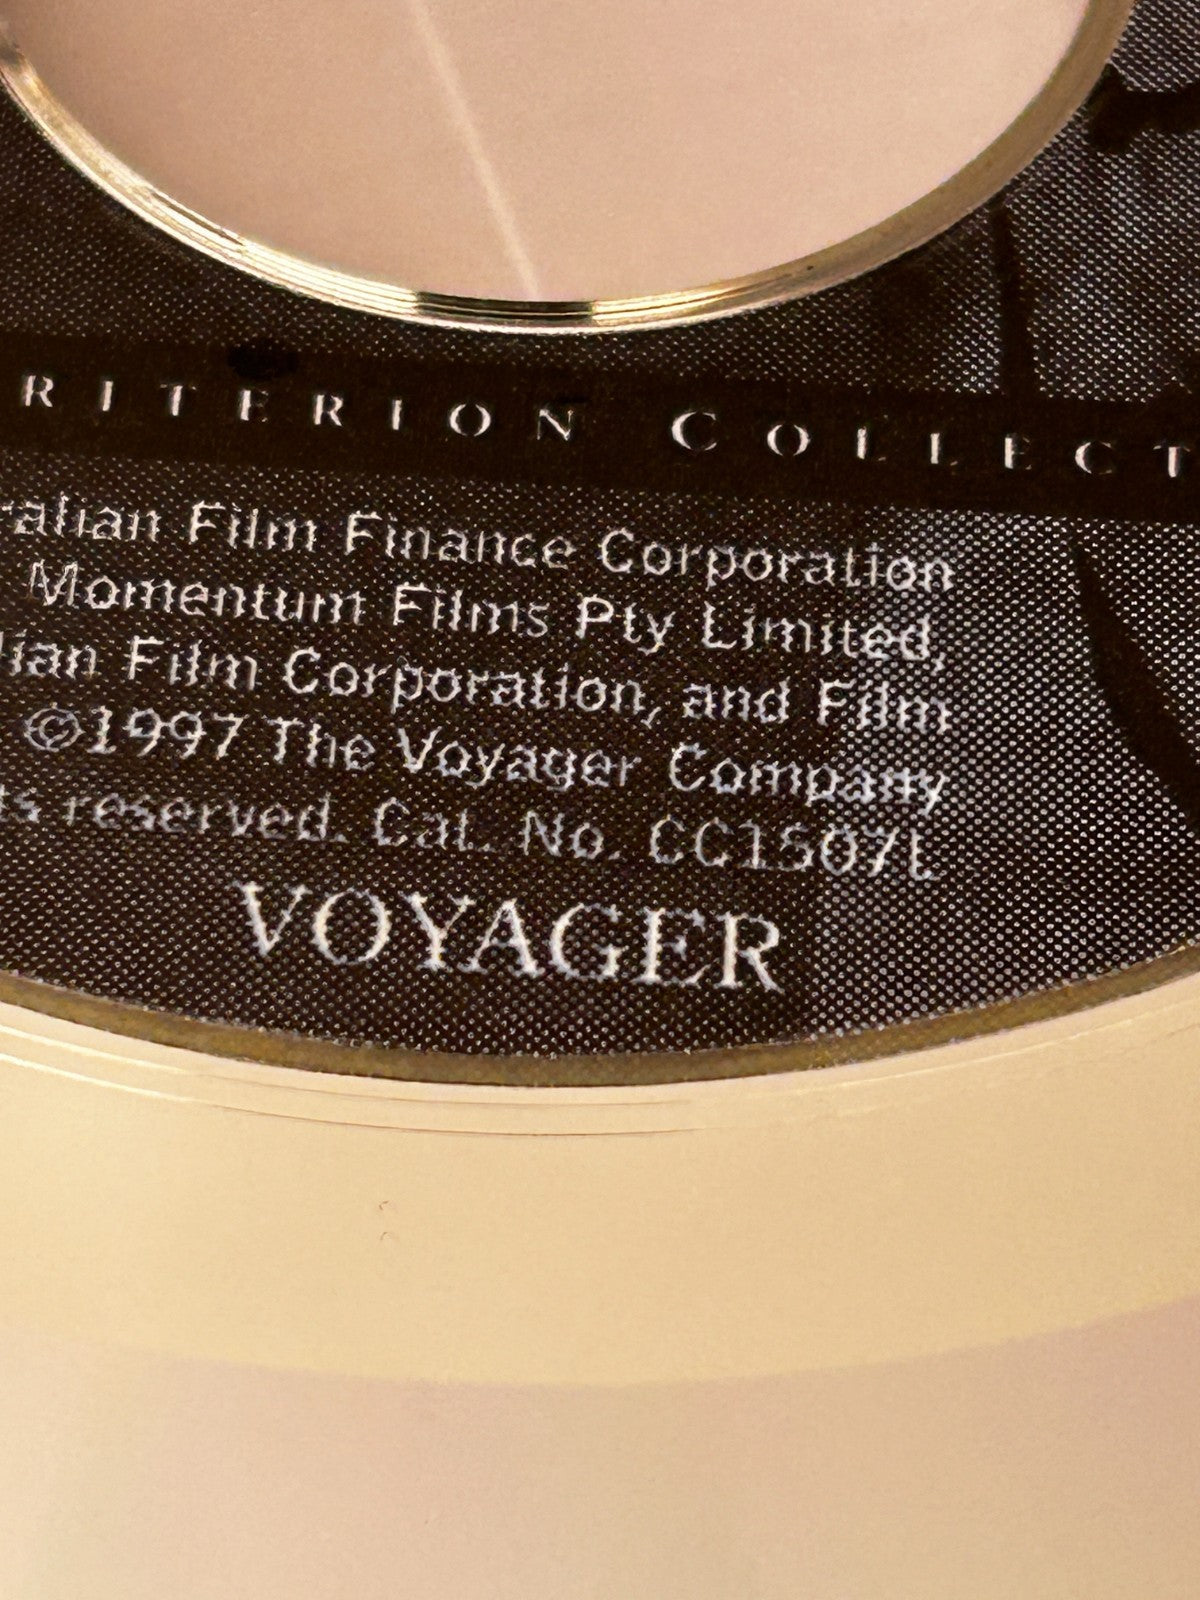 RITERION COLLECT
ralian Film Finance Corporation
Momentum Films Pty Limited,
lian Film Corporation, and Film
©1997 The Voyager Company
ts reserved. Cat. No. CC1507L
VOYAGER